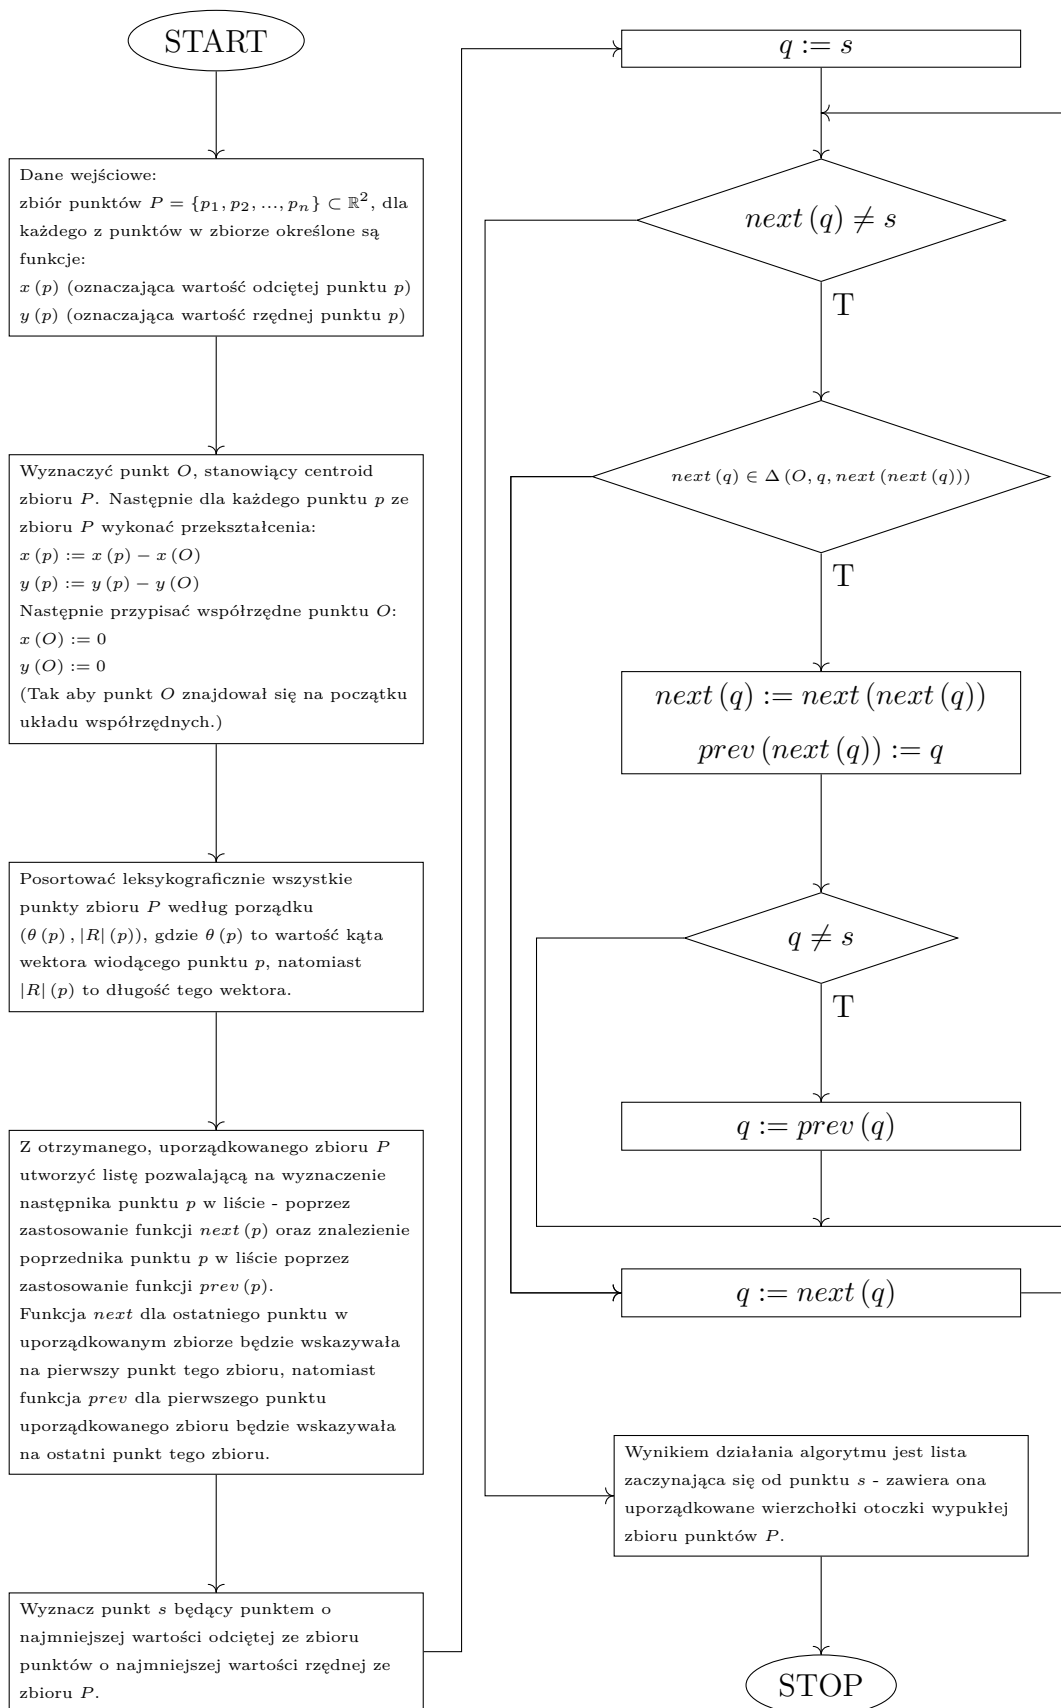 START
Dane wejściowe:
zbiór punktów P = {p₁, p₂, ..., pₙ} ⊂ ℝ², dla
każdego z punktów w zbiorze określone są
funkcje:
x (p) (oznaczająca wartość odciętej punktu p)
y (p) (oznaczająca wartość rzędnej punktu p)
Wyznaczyć punkt O, stanowiący centroid
zbioru P. Następnie dla każdego punktu p ze
zbioru P wykonać przekształcenia:
x (p) := x (p) − x (O)
y (p) := y (p) − y (O)
Następnie przypisać współrzędne punktu O:
x (O) := 0
y (O) := 0
(Tak aby punkt O znajdował się na początku
układu współrzędnych.)
Posortować leksykograficznie wszystkie
punkty zbioru P według porządku
(θ (p) , |R| (p)), gdzie θ (p) to wartość kąta
wektora wiodącego punktu p, natomiast
|R| (p) to długość tego wektora.
Z otrzymanego, uporządkowanego zbioru P
utworzyć listę pozwalającą na wyznaczenie
następnika punktu p w liście - poprzez
zastosowanie funkcji next (p) oraz znalezienie
poprzednika punktu p w liście poprzez
zastosowanie funkcji prev (p).
Funkcja next dla ostatniego punktu w
uporządkowanym zbiorze będzie wskazywała
na pierwszy punkt tego zbioru, natomiast
funkcja prev dla pierwszego punktu
uporządkowanego zbioru będzie wskazywała
na ostatni punkt tego zbioru.
Wyznacz punkt s będący punktem o
najmniejszej wartości odciętej ze zbioru
punktów o najmniejszej wartości rzędnej ze
zbioru P.
q := s
next (q) ≠ s
T
next (q) ∈ Δ (O, q, next (next (q)))
T
next (q) := next (next (q))
prev (next (q)) := q
q ≠ s
T
q := prev (q)
q := next (q)
Wynikiem działania algorytmu jest lista
zaczynająca się od punktu s - zawiera ona
uporządkowane wierzchołki otoczki wypukłej
zbioru punktów P.
STOP